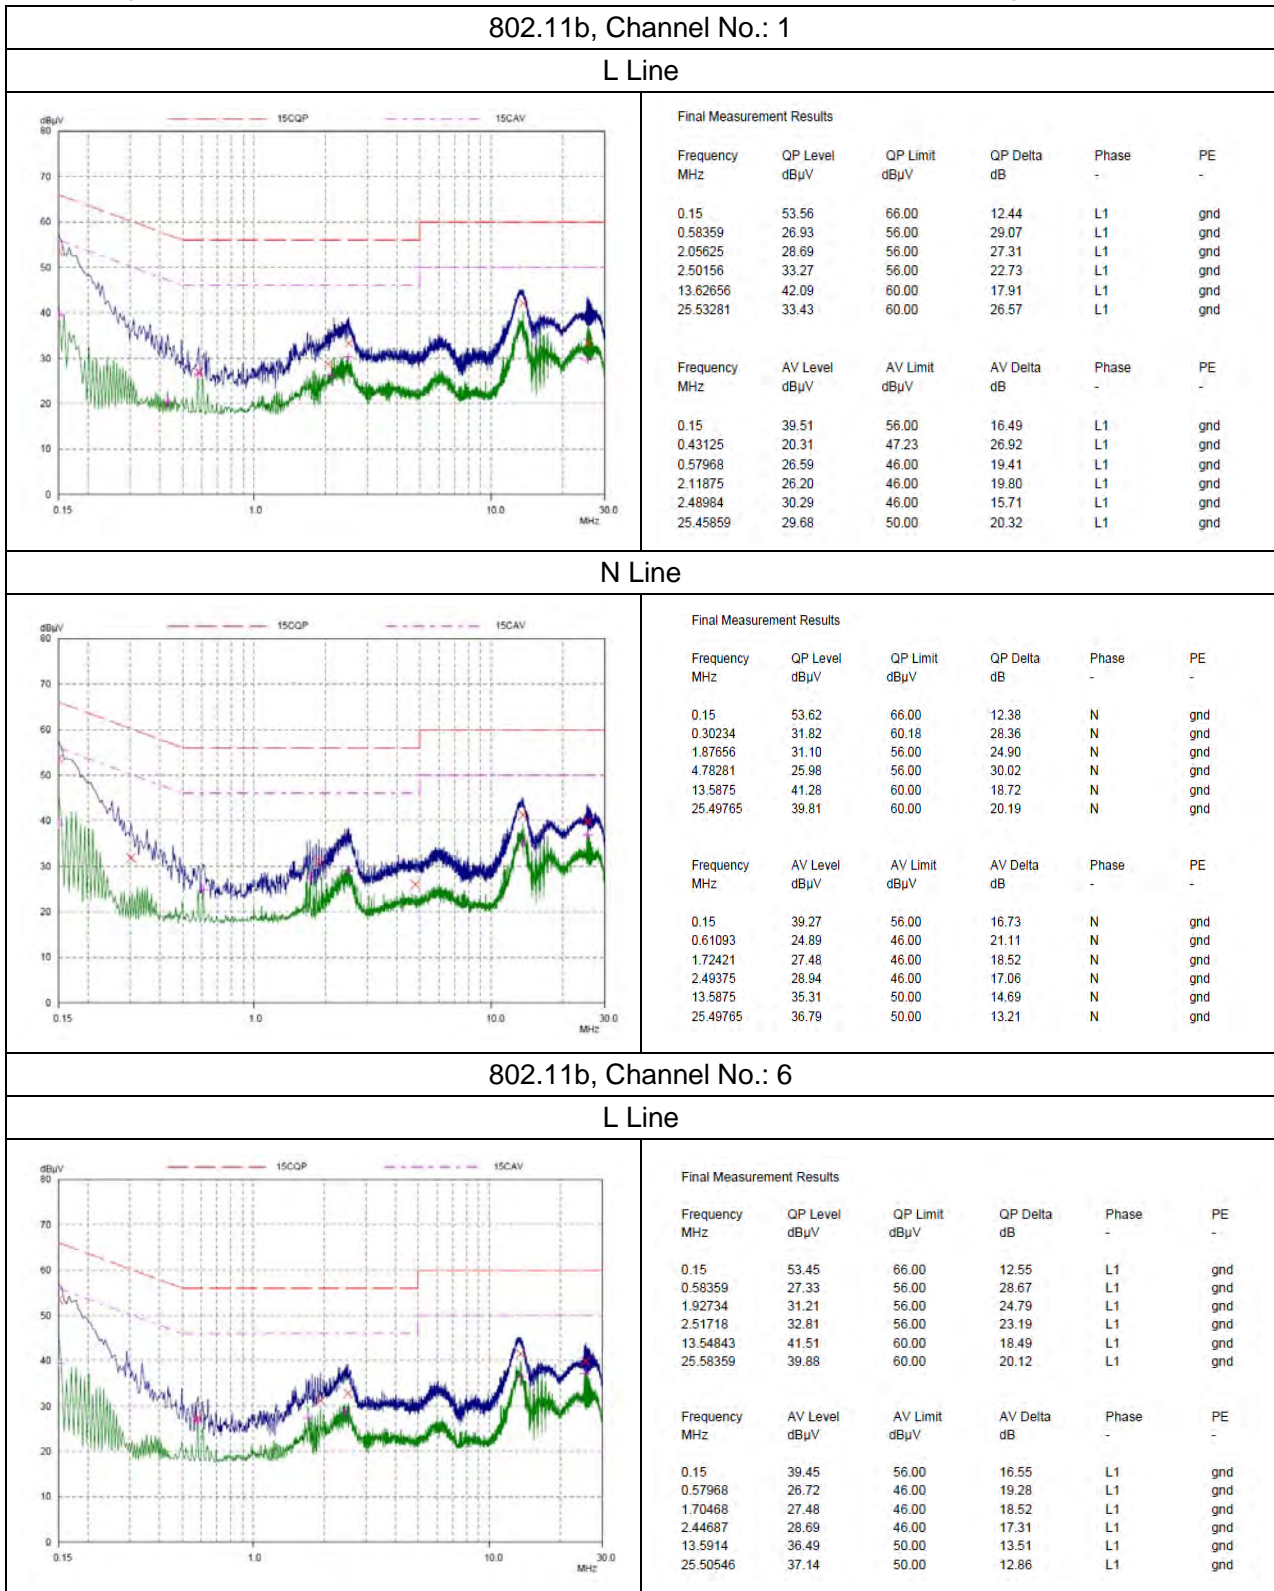 802.11b, Channel No.: 1
L Line
dBµV 15CQP 15CAV
80
70
60
50
40
30
20
10
0
0.15 1.0 10.0 30.0
MHz
Final Measurement Results
Frequency QP Level QP Limit QP Delta Phase PE
MHz dBµV dBµV dB - -
0.15 53.56 66.00 12.44 L1 gnd
0.58359 26.93 56.00 29.07 L1 gnd
2.05625 28.69 56.00 27.31 L1 gnd
2.50156 33.27 56.00 22.73 L1 gnd
13.62656 42.09 60.00 17.91 L1 gnd
25.53281 33.43 60.00 26.57 L1 gnd
Frequency AV Level AV Limit AV Delta Phase PE
MHz dBµV dBµV dB - -
0.15 39.51 56.00 16.49 L1 gnd
0.43125 20.31 47.23 26.92 L1 gnd
0.57968 26.59 46.00 19.41 L1 gnd
2.11875 26.20 46.00 19.80 L1 gnd
2.48984 30.29 46.00 15.71 L1 gnd
25.45859 29.68 50.00 20.32 L1 gnd
N Line
dBµV 15CQP 15CAV
80
70
60
50
40
30
20
10
0
0.15 1.0 10.0 30.0
MHz
Final Measurement Results
Frequency QP Level QP Limit QP Delta Phase PE
MHz dBµV dBµV dB - -
0.15 53.62 66.00 12.38 N gnd
0.30234 31.82 60.18 28.36 N gnd
1.87656 31.10 56.00 24.90 N gnd
4.78281 25.98 56.00 30.02 N gnd
13.5875 41.28 60.00 18.72 N gnd
25.49765 39.81 60.00 20.19 N gnd
Frequency AV Level AV Limit AV Delta Phase PE
MHz dBµV dBµV dB - -
0.15 39.27 56.00 16.73 N gnd
0.61093 24.89 46.00 21.11 N gnd
1.72421 27.48 46.00 18.52 N gnd
2.49375 28.94 46.00 17.06 N gnd
13.5875 35.31 50.00 14.69 N gnd
25.49765 36.79 50.00 13.21 N gnd
802.11b, Channel No.: 6
L Line
dBµV 15CQP 15CAV
80
70
60
50
40
30
20
10
0
0.15 1.0 10.0 30.0
MHz
Final Measurement Results
Frequency QP Level QP Limit QP Delta Phase PE
MHz dBµV dBµV dB - -
0.15 53.45 66.00 12.55 L1 gnd
0.58359 27.33 56.00 28.67 L1 gnd
1.92734 31.21 56.00 24.79 L1 gnd
2.51718 32.81 56.00 23.19 L1 gnd
13.54843 41.51 60.00 18.49 L1 gnd
25.58359 39.88 60.00 20.12 L1 gnd
Frequency AV Level AV Limit AV Delta Phase PE
MHz dBµV dBµV dB - -
0.15 39.45 56.00 16.55 L1 gnd
0.57968 26.72 46.00 19.28 L1 gnd
1.70468 27.48 46.00 18.52 L1 gnd
2.44687 28.69 46.00 17.31 L1 gnd
13.5914 36.49 50.00 13.51 L1 gnd
25.50546 37.14 50.00 12.86 L1 gnd